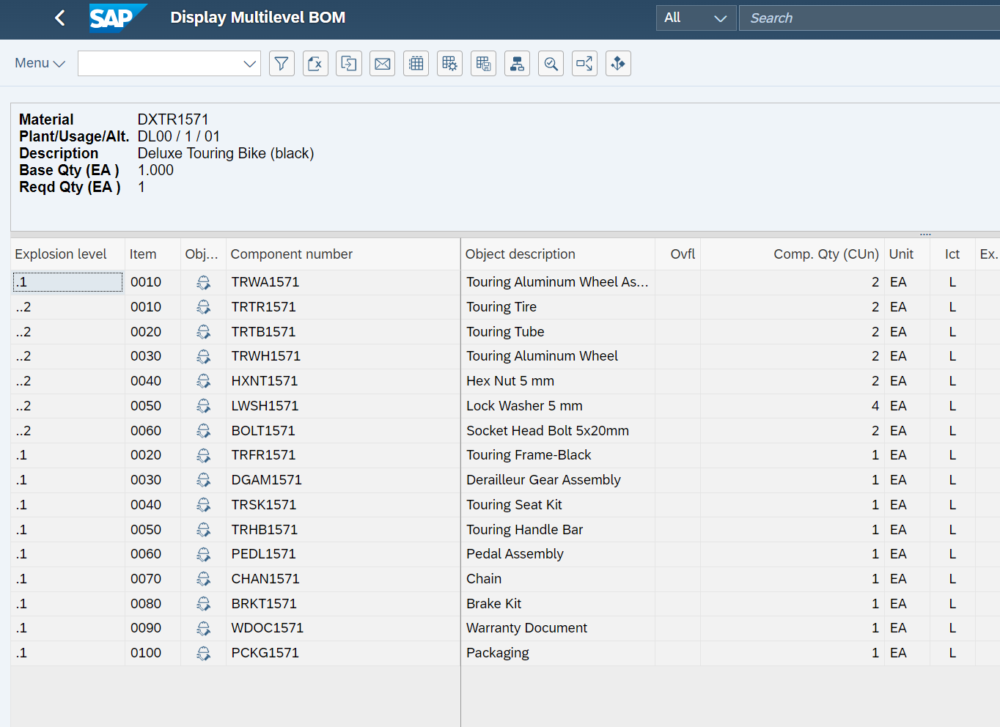 SAP Display Multilevel BOM All Search
Menu
Material DXTR1571
Plant/Usage/Alt. DL00 / 1 / 01
Description Deluxe Touring Bike (black)
Base Qty (EA ) 1.000
Reqd Qty (EA ) 1
Explosion level Item Obj... Component number Object description Ovfl Comp. Qty (CUn) Unit Ict Ex.
.1 0010 TRWA1571 Touring Aluminum Wheel As... 2 EA L
..2 0010 TRTR1571 Touring Tire 2 EA L
..2 0020 TRTB1571 Touring Tube 2 EA L
..2 0030 TRWH1571 Touring Aluminum Wheel 2 EA L
..2 0040 HXNT1571 Hex Nut 5 mm 2 EA L
..2 0050 LWSH1571 Lock Washer 5 mm 4 EA L
..2 0060 BOLT1571 Socket Head Bolt 5x20mm 2 EA L
.1 0020 TRFR1571 Touring Frame-Black 1 EA L
.1 0030 DGAM1571 Derailleur Gear Assembly 1 EA L
.1 0040 TRSK1571 Touring Seat Kit 1 EA L
.1 0050 TRHB1571 Touring Handle Bar 1 EA L
.1 0060 PEDL1571 Pedal Assembly 1 EA L
.1 0070 CHAN1571 Chain 1 EA L
.1 0080 BRKT1571 Brake Kit 1 EA L
.1 0090 WDOC1571 Warranty Document 1 EA L
.1 0100 PCKG1571 Packaging 1 EA L